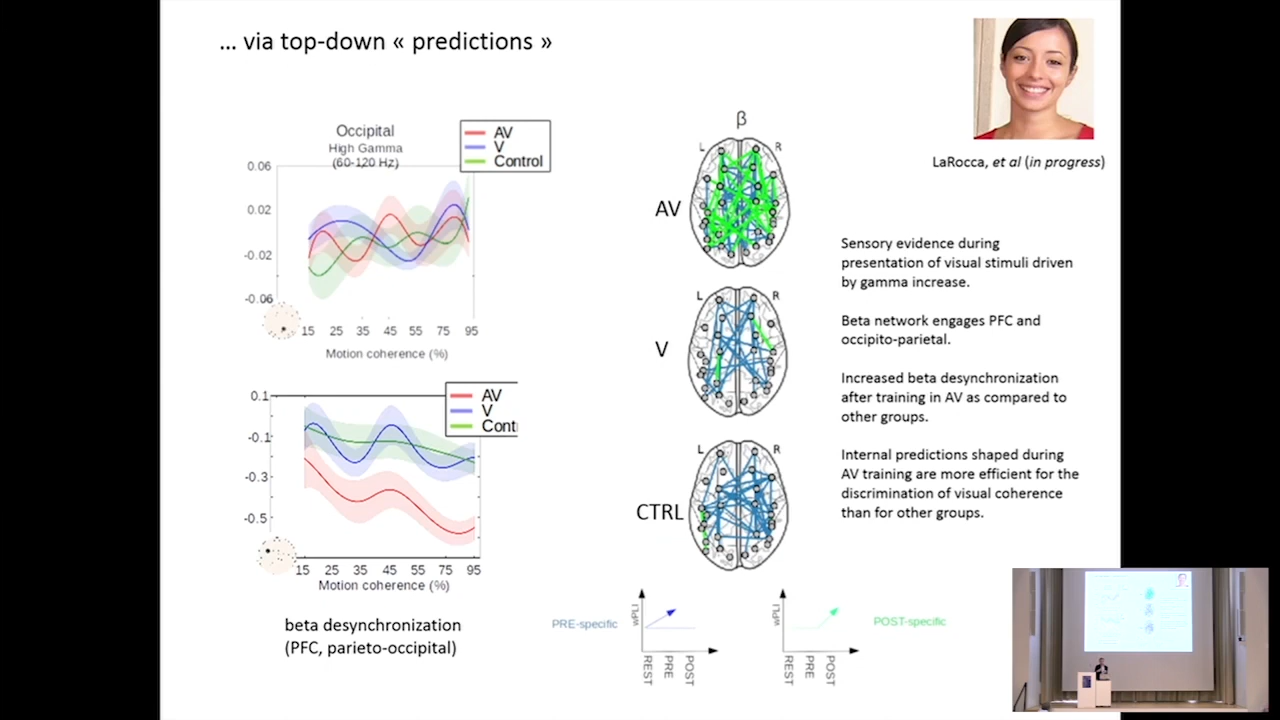 ... via top-down « predictions »
LaRocca, et al (in progress)
Occipital
High Gamma
(60-120 Hz)
AV
V
Control
0.06
0.02
-0.02
-0.06
15 25 35 45 55 65 75 95
Motion coherence (%)
AV
V
Cont
0.1
-0.1
-0.3
-0.5
15 25 35 45 55 65 75 95
Motion coherence (%)
beta desynchronization
(PFC, parieto-occipital)
β
L R
AV
L R
V
L R
CTRL
Sensory evidence during
presentation of visual stimuli driven
by gamma increase.
Beta network engages PFC and
occipito-parietal.
Increased beta desynchronization
after training in AV as compared to
other groups.
Internal predictions shaped during
AV training are more efficient for the
discrimination of visual coherence
than for other groups.
PRE-specific
wPLI
REST
PRE
POST
wPLI
REST
PRE
POST
POST-specific